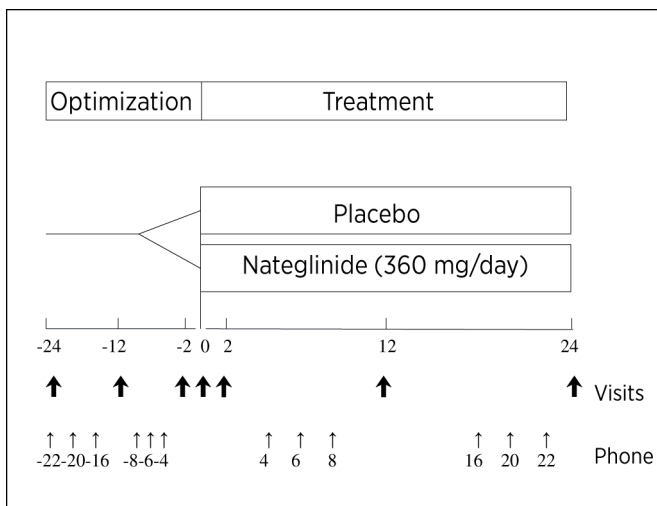 Optimization Treatment
Placebo
Nateglinide (360 mg/day)
-24 -12 -2 0 2 12 24
Visits
-22 -20 -16 -8 -6 -4 4 6 8 16 20 22 Phone